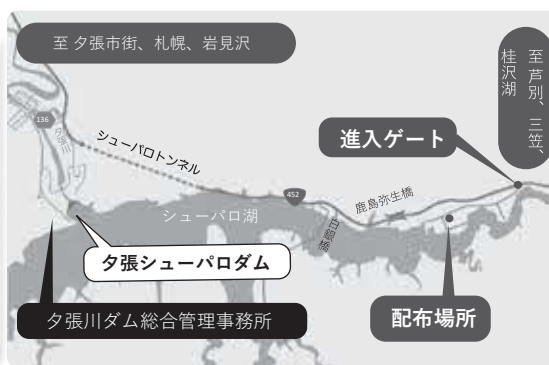 至 夕張市街、札幌、岩見沢
至 芦別、三笠、
桂沢湖
136
夕張川
シューパロトンネル
進入ゲート
452
鹿島弥生橋
シューパロ湖
夕張シューパロダム
配布場所
夕張川ダム総合管理事務所